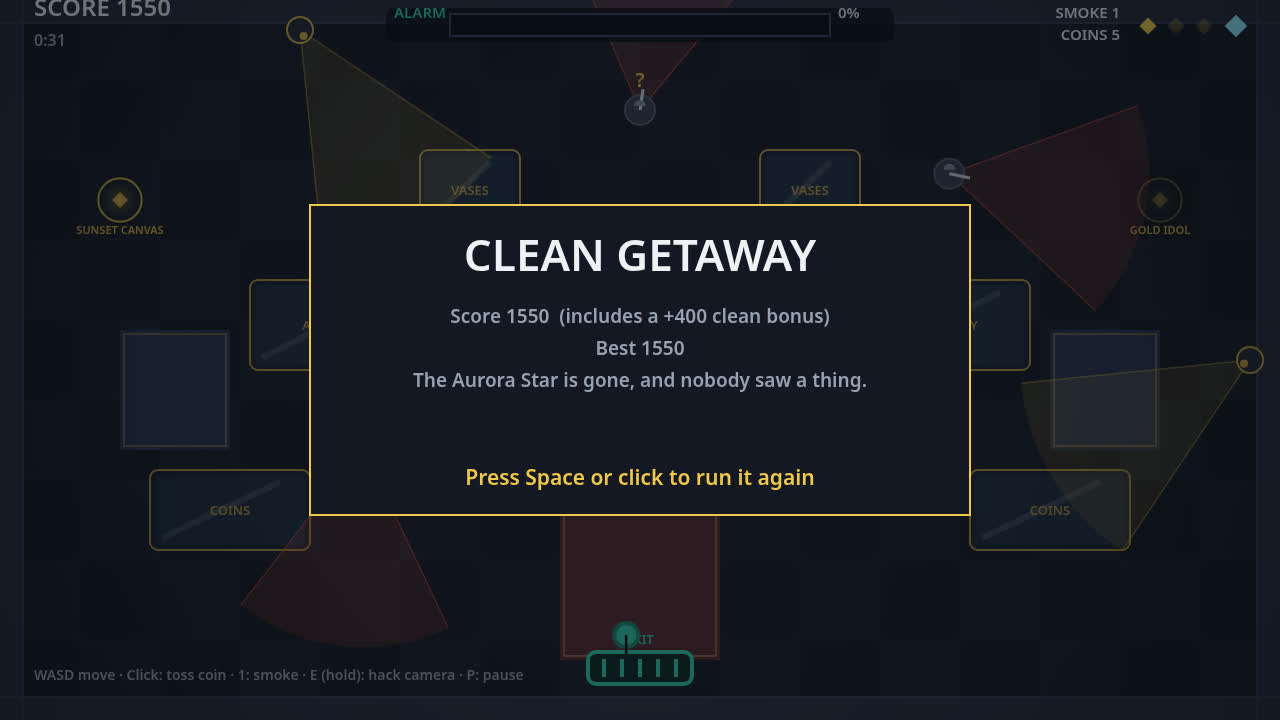 SCORE 1550
0:31
ALARM
0%
SMOKE 1
COINS 5
?
VASES
VASES
SUNSET CANVAS
GOLD IDOL
CLEAN GETAWAY
Score 1550 (includes a +400 clean bonus)
Best 1550
The Aurora Star is gone, and nobody saw a thing.
Press Space or click to run it again
COINS
COINS
WASD move · Click: toss coin · 1: smoke · E (hold): hack camera · P: pause